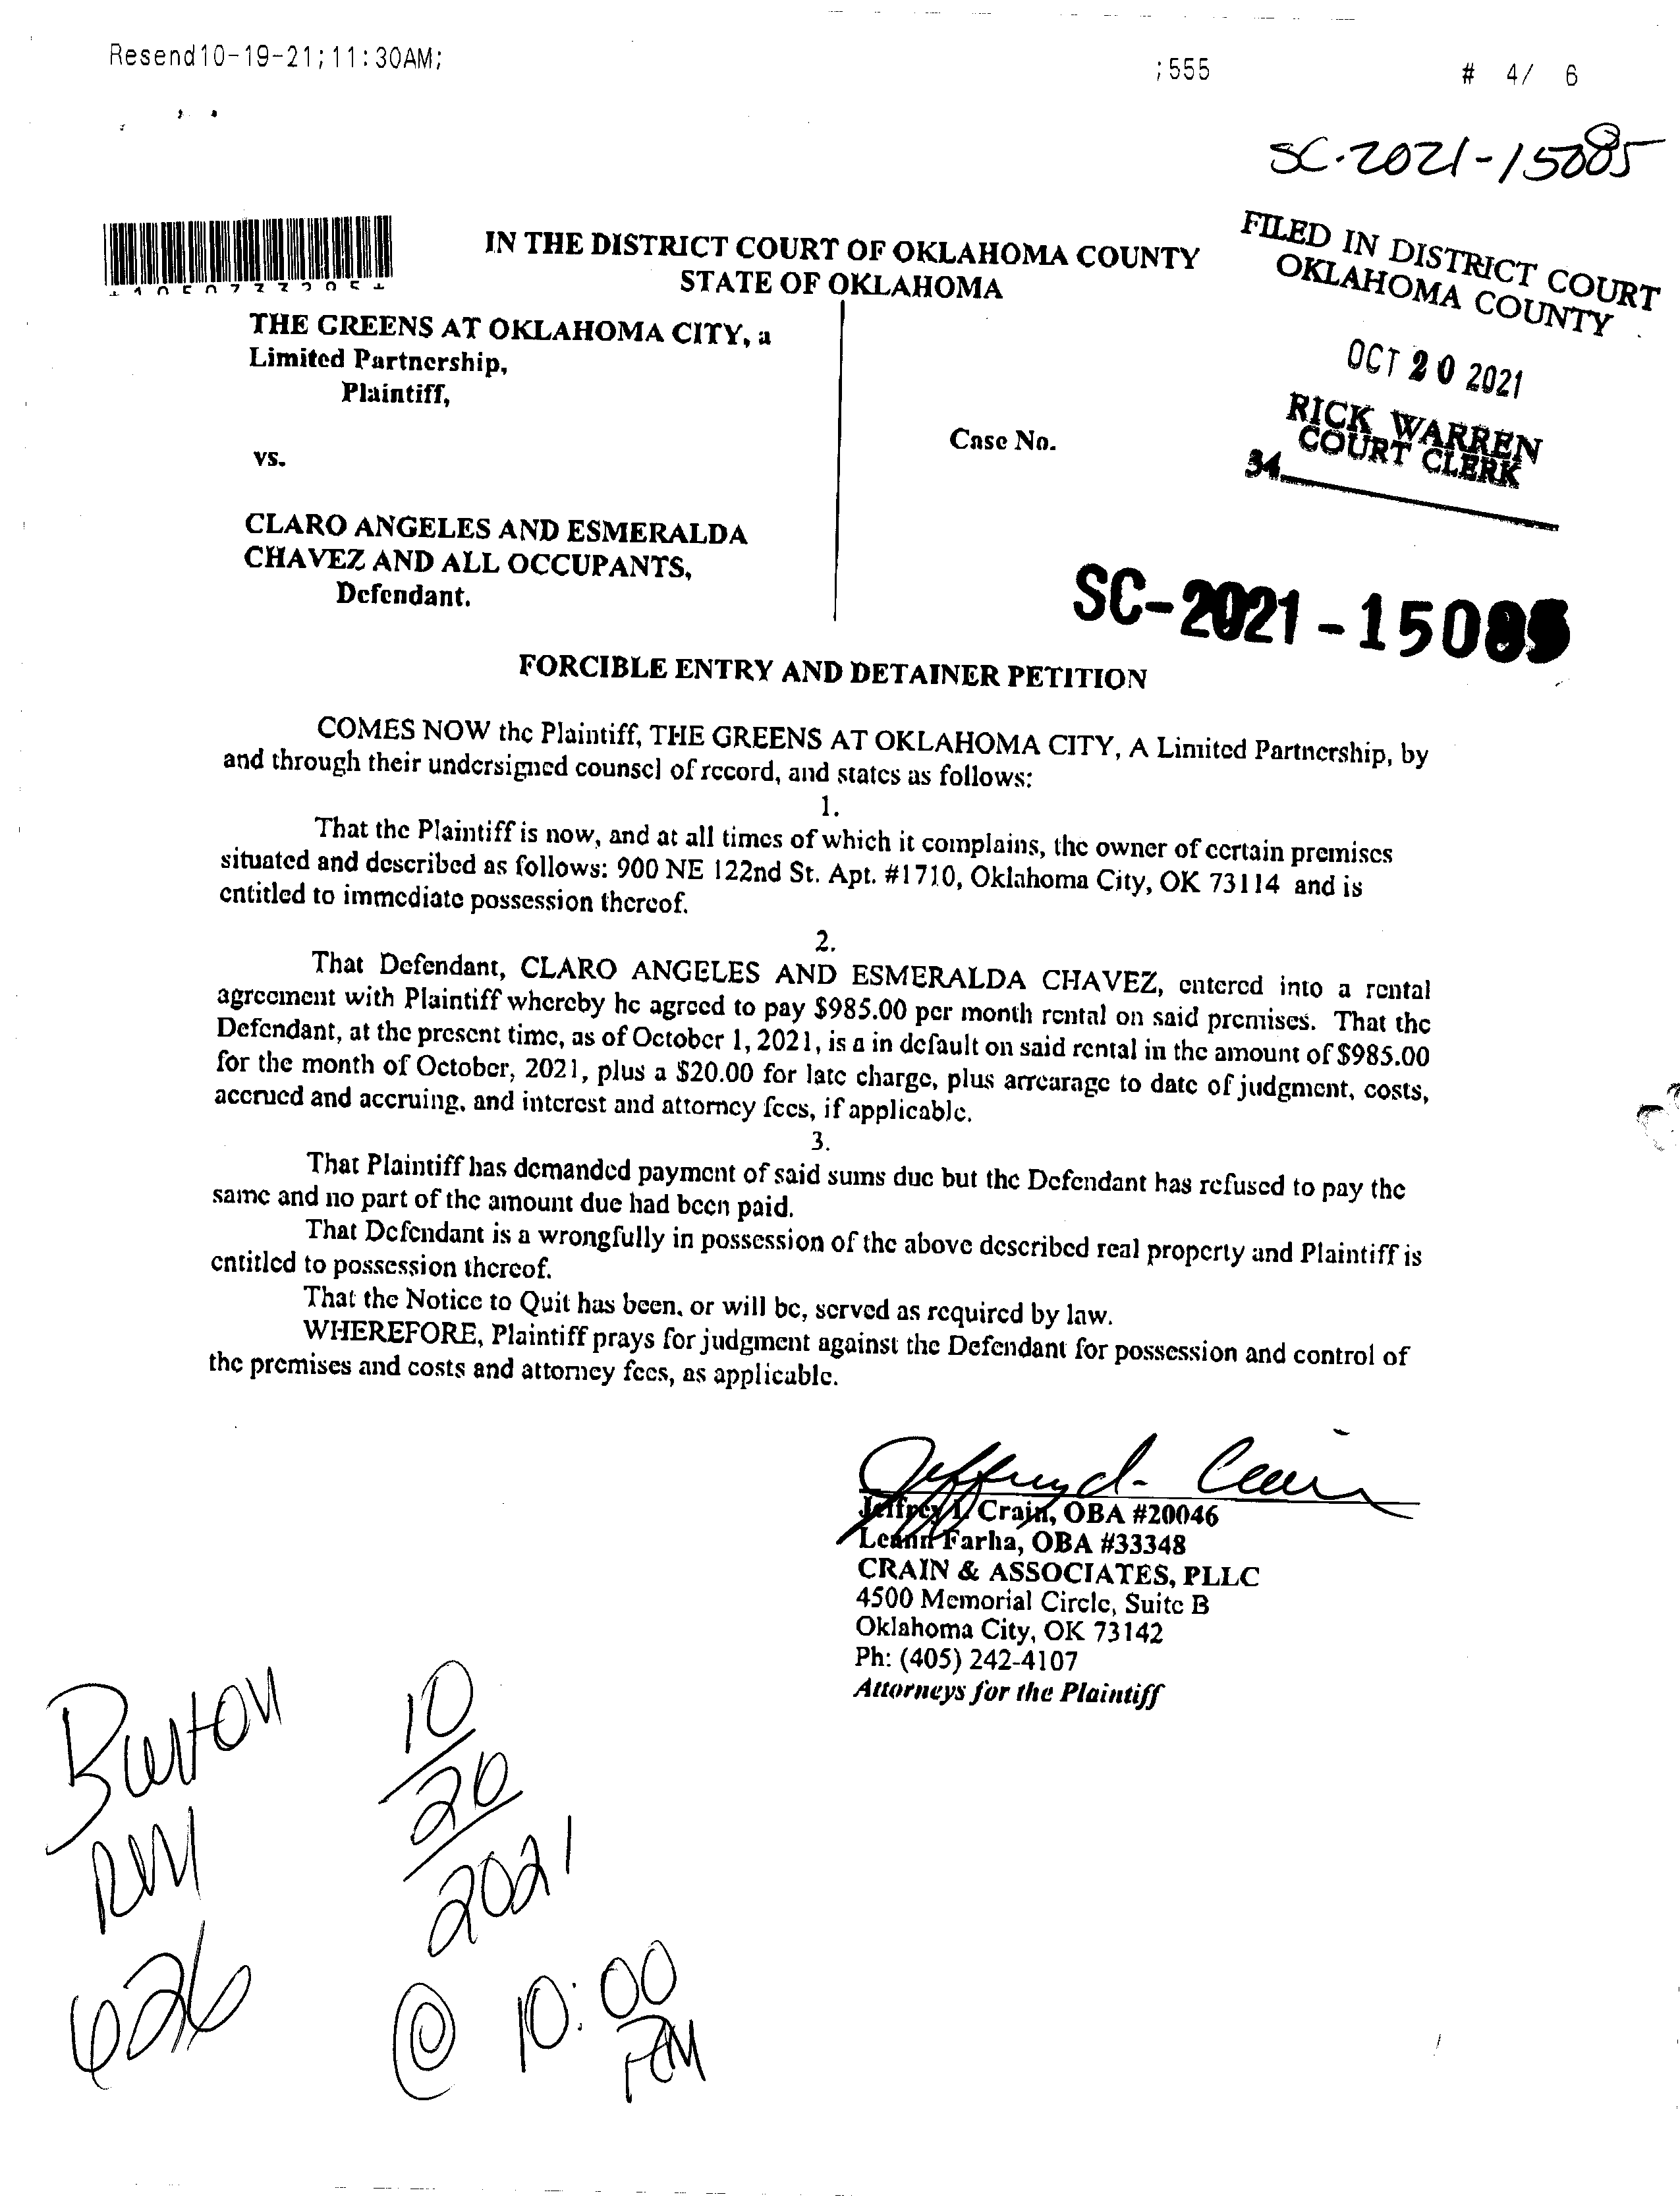 Resend10-19-21;11:30AM; ;555 # 4/ 6
SC-2021-15085
IN THE DISTRICT COURT OF OKLAHOMA COUNTY
STATE OF OKLAHOMA
FILED IN DISTRICT COURT
OKLAHOMA COUNTY
OCT 20 2021
RICK WARREN
COURT CLERK
34
THE GREENS AT OKLAHOMA CITY, a
Limited Partnership,
Plaintiff,
vs.
Case No.
CLARO ANGELES AND ESMERALDA
CHAVEZ AND ALL OCCUPANTS,
Defendant.
SC-2021-15085
FORCIBLE ENTRY AND DETAINER PETITION
COMES NOW the Plaintiff, THE GREENS AT OKLAHOMA CITY, A Limited Partnership, by
and through their undersigned counsel of record, and states as follows:
1.
That the Plaintiff is now, and at all times of which it complains, the owner of certain premises
situated and described as follows: 900 NE 122nd St. Apt. #1710, Oklahoma City, OK 73114 and is
entitled to immediate possession thereof.
2.
That Defendant, CLARO ANGELES AND ESMERALDA CHAVEZ, entered into a rental
agreement with Plaintiff whereby he agreed to pay $985.00 per month rental on said premises. That the
Defendant, at the present time, as of October 1, 2021, is a in default on said rental in the amount of $985.00
for the month of October, 2021, plus a $20.00 for late charge, plus arrearage to date of judgment, costs,
accrued and accruing, and interest and attorney fees, if applicable.
3.
That Plaintiff has demanded payment of said sums due but the Defendant has refused to pay the
same and no part of the amount due had been paid.
That Defendant is a wrongfully in possession of the above described real property and Plaintiff is
entitled to possession thereof.
That the Notice to Quit has been, or will be, served as required by law.
WHEREFORE, Plaintiff prays for judgment against the Defendant for possession and control of
the premises and costs and attorney fees, as applicable.
Jeffrey L. Crain, OBA #20046
Leann Farha, OBA #33348
CRAIN & ASSOCIATES, PLLC
4500 Memorial Circle, Suite B
Oklahoma City, OK 73142
Ph: (405) 242-4107
Attorneys for the Plaintiff
Burton
RM
626
10
20
2021
@ 10:00
AM